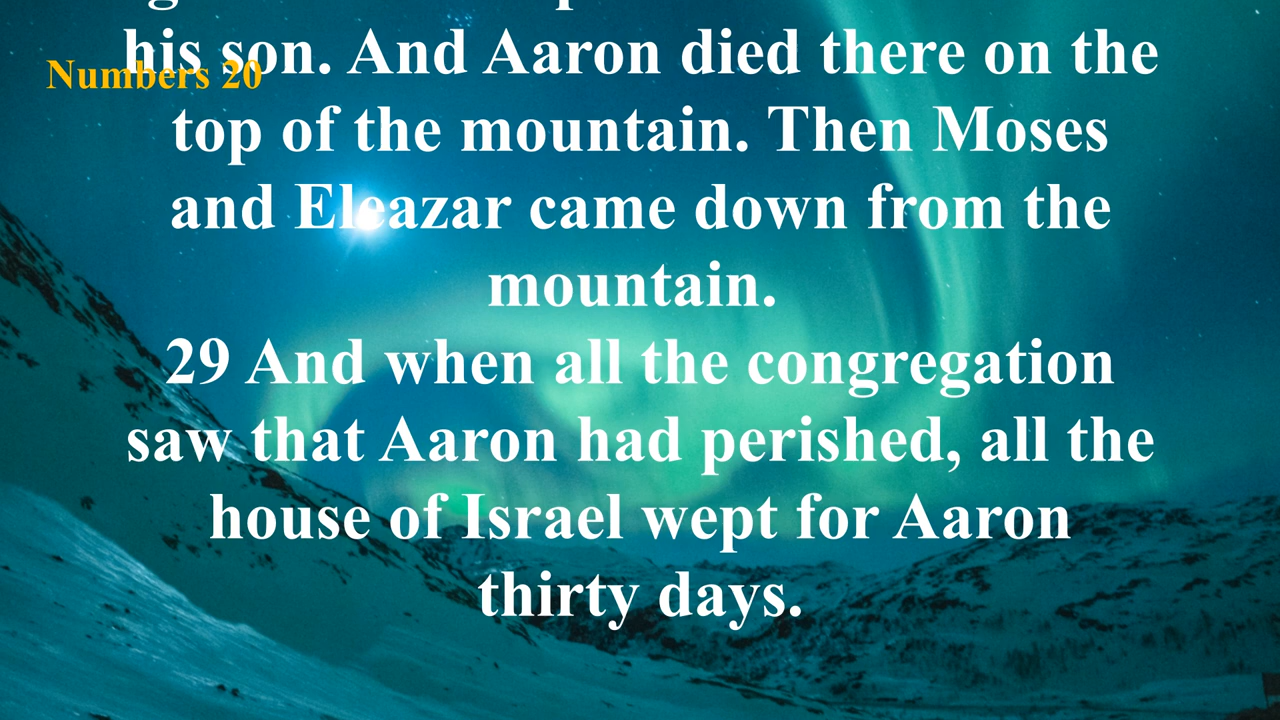 his son. And Aaron died there on the
Numbers 20
top of the mountain. Then Moses
and Eleazar came down from the
mountain.
29 And when all the congregation
saw that Aaron had perished, all the
house of Israel wept for Aaron
thirty days.